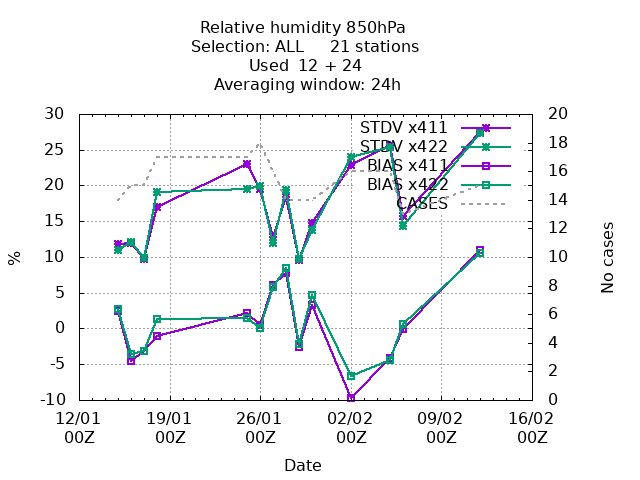 Relative humidity 850hPa
Selection: ALL 21 stations
Used 12 + 24
Averaging window: 24h
STDV x411
STDV x422
BIAS x411
BIAS x422
CASES
%
30
25
20
15
10
5
0
-5
-10
No cases
20
18
16
14
12
10
8
6
4
2
0
12/01 19/01 26/01 02/02 09/02 16/02
00Z 00Z 00Z 00Z 00Z 00Z
Date